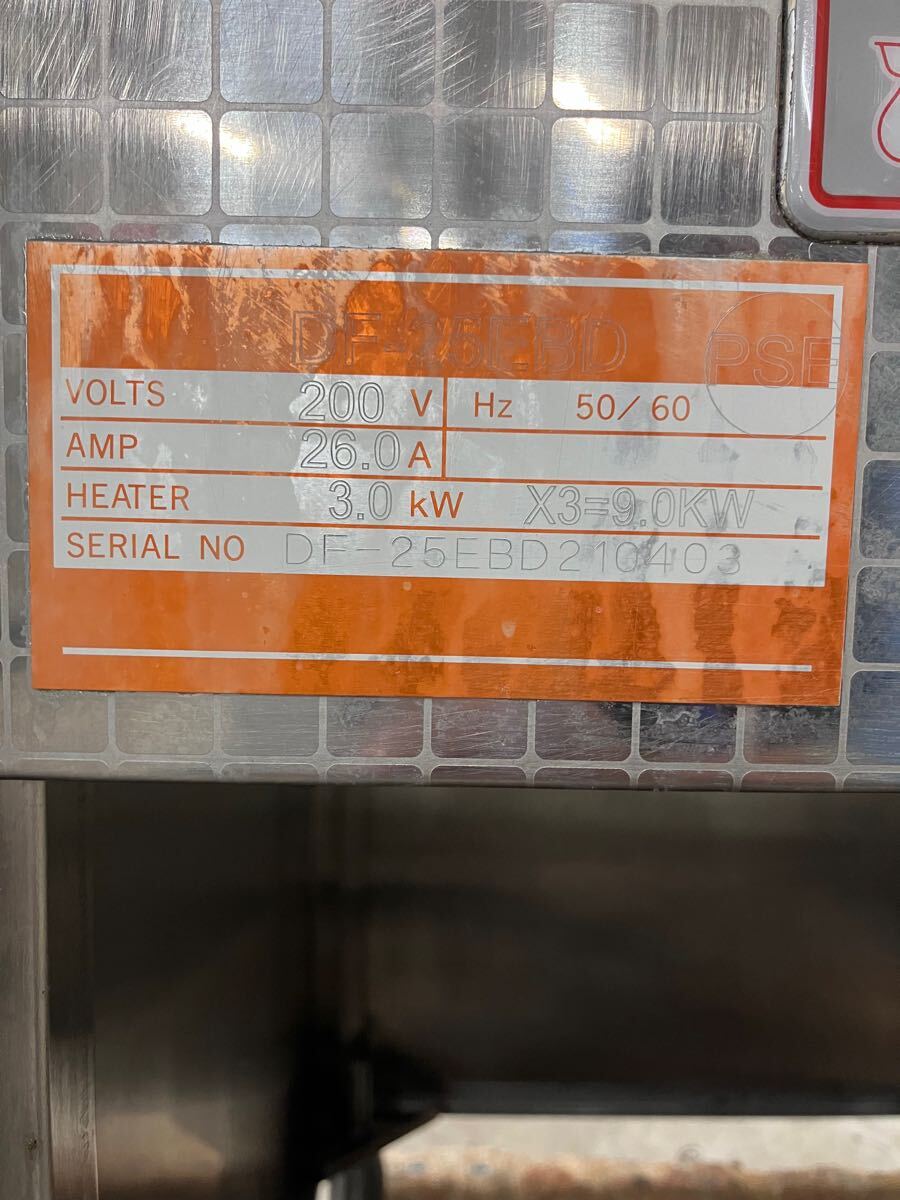 DF-25EBD
PSE
VOLTS 200 V Hz 50/60
AMP 26.0 A
HEATER 3.0 kW X3=9.0KW
SERIAL NO DF-25EBD210403